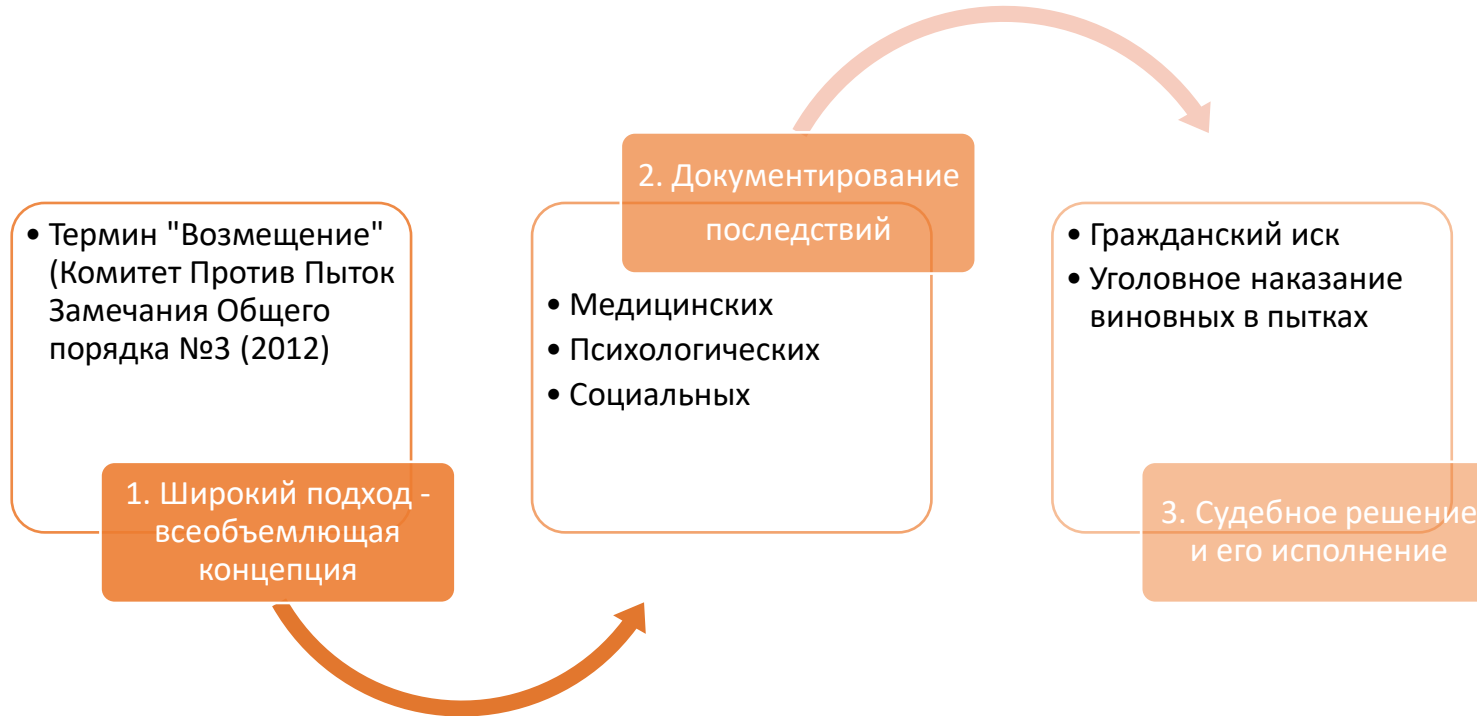 • Термин "Возмещение"
(Комитет Против Пыток
Замечания Общего
порядка №3 (2012)
1. Широкий подход -
всеобъемлющая
концепция
2. Документирование
последствий
• Медицинских
• Психологических
• Социальных
• Гражданский иск
• Уголовное наказание
виновных в пытках
3. Судебное решение
и его исполнение